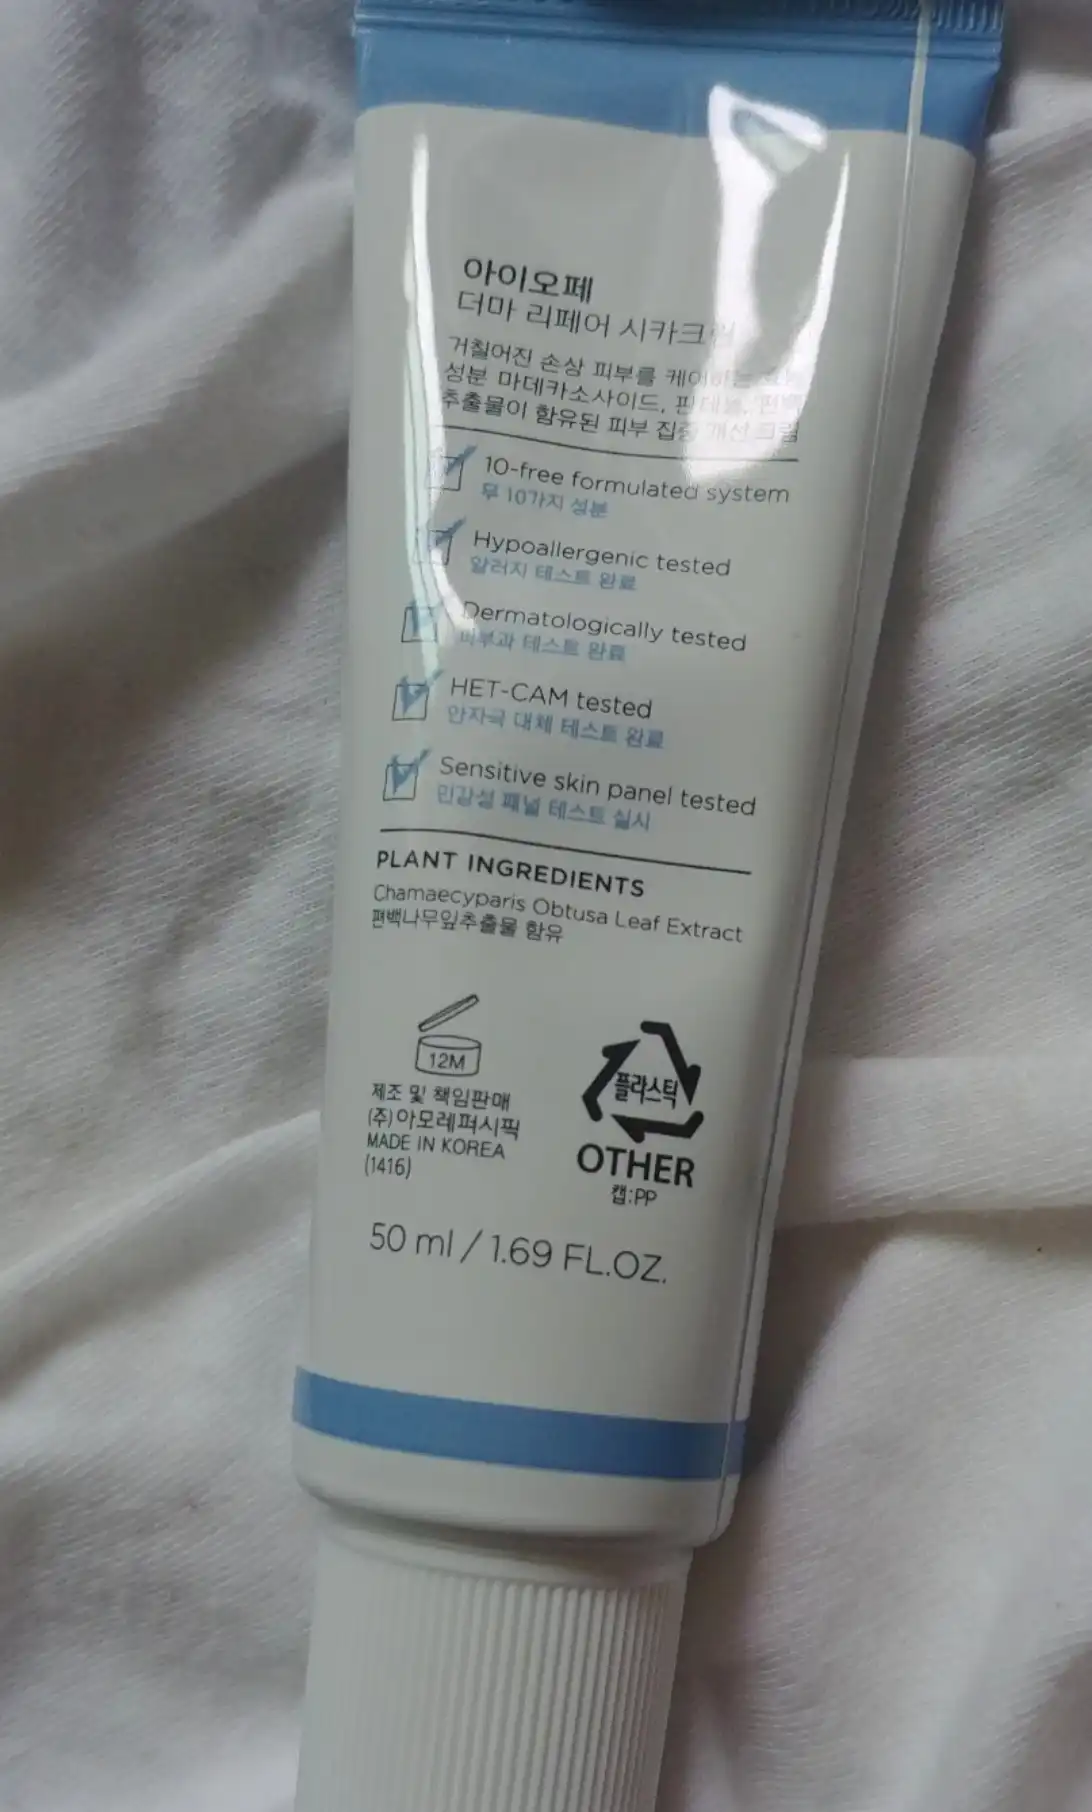 아이오페
더마 리페어 시카크림
거칠어진 손상 피부를 케어하는
성분 마데카소사이드, 판테놀, 편백
추출물이 함유된 피부 집중 개선 크림
10-free formulated system
무 10가지 성분
Hypoallergenic tested
알러지 테스트 완료
Dermatologically tested
피부과 테스트 완료
HET-CAM tested
안자극 대체 테스트 완료
Sensitive skin panel tested
민감성 패널 테스트 실시
PLANT INGREDIENTS
Chamaecyparis Obtusa Leaf Extract
편백나무잎추출물 함유
12M
제조 및 책임판매
(주)아모레퍼시픽
MADE IN KOREA
(1416)
플라스틱
OTHER
캡:PP
50 ml / 1.69 FL.OZ.